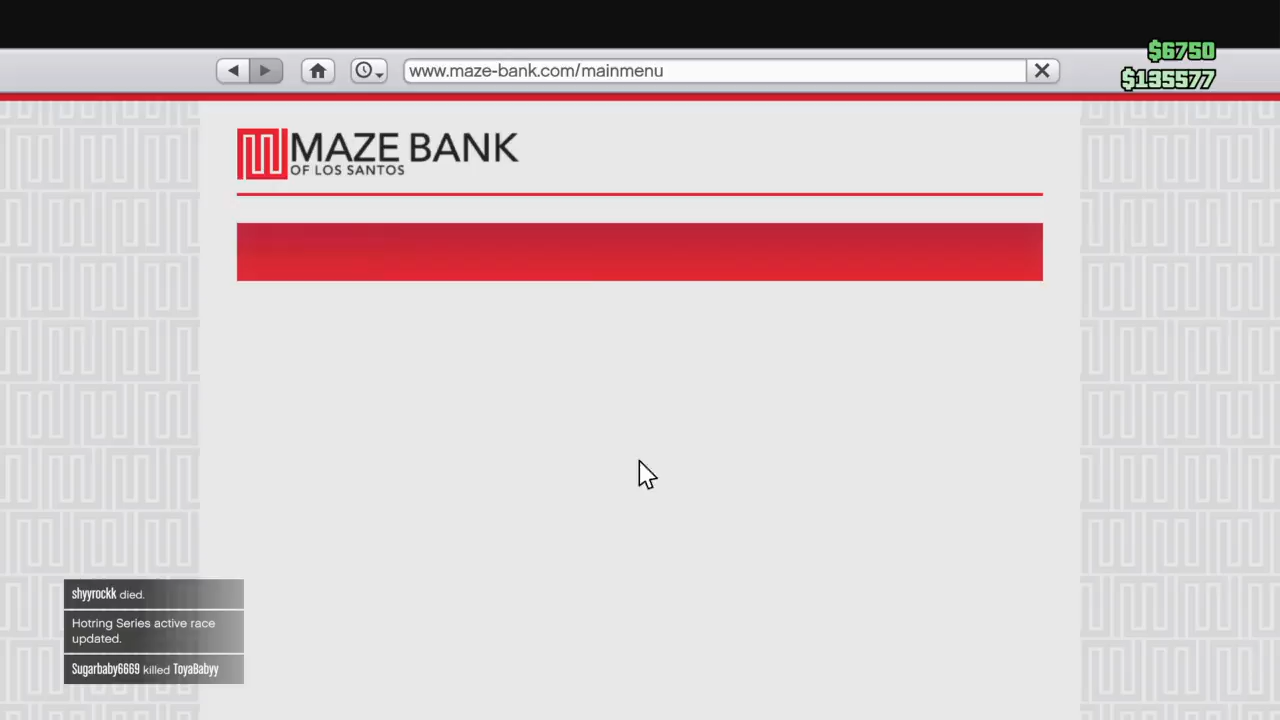 $6750
www.maze-bank.com/mainmenu
$135577
MAZE BANK
OF LOS SANTOS
shyyrockk died.
Hotring Series active race
updated.
Sugarbaby6669 killed ToyaBabyy